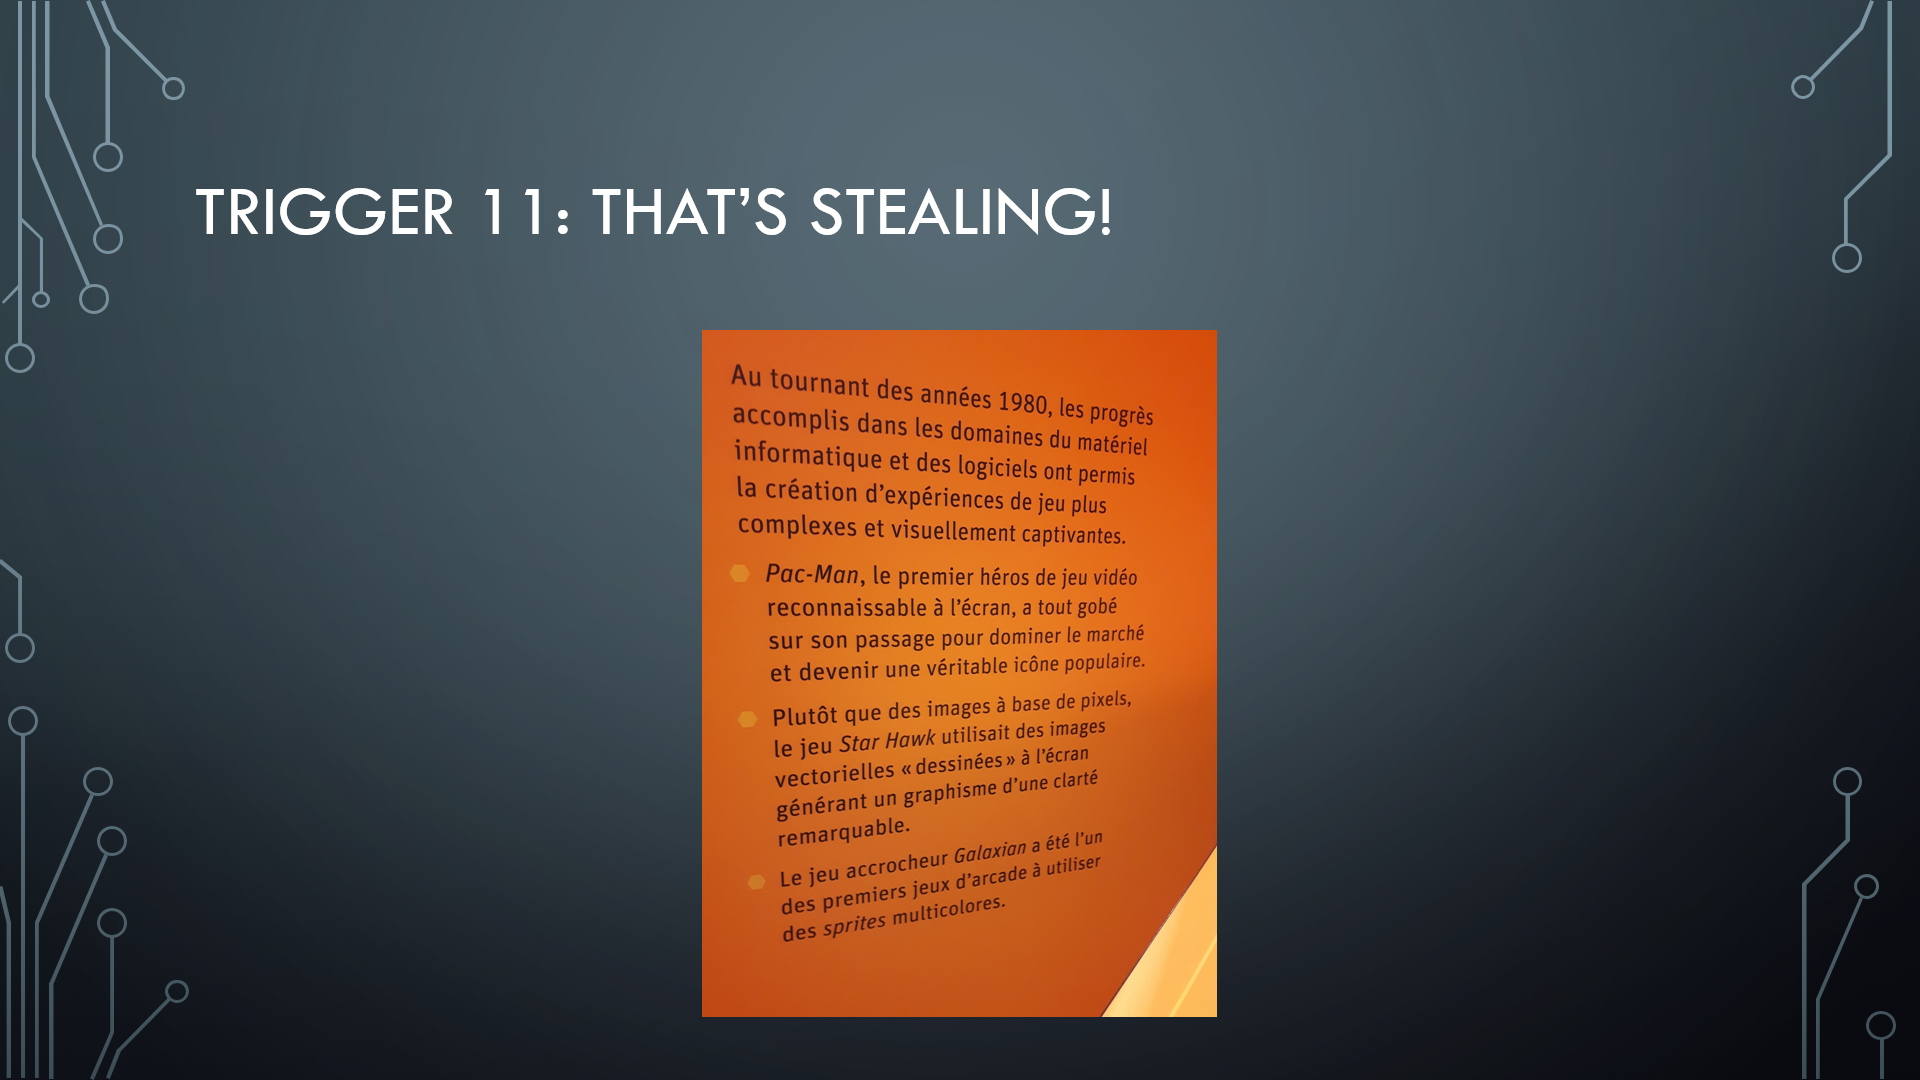 TRIGGER 11: THAT'S STEALING!
Au tournant des années 1980, les progrès
accomplis dans les domaines du matériel
informatique et des logiciels ont permis
la création d'expériences de jeu plus
complexes et visuellement captivantes.
Pac-Man, le premier héros de jeu vidéo
reconnaissable à l'écran, a tout gobé
sur son passage pour dominer le marché
et devenir une véritable icône populaire.
Plutôt que des images à base de pixels,
le jeu Star Hawk utilisait des images
vectorielles « dessinées » à l'écran
générant un graphisme d'une clarté
remarquable.
Le jeu accrocheur Galaxian a été l'un
des premiers jeux d'arcade à utiliser
des sprites multicolores.